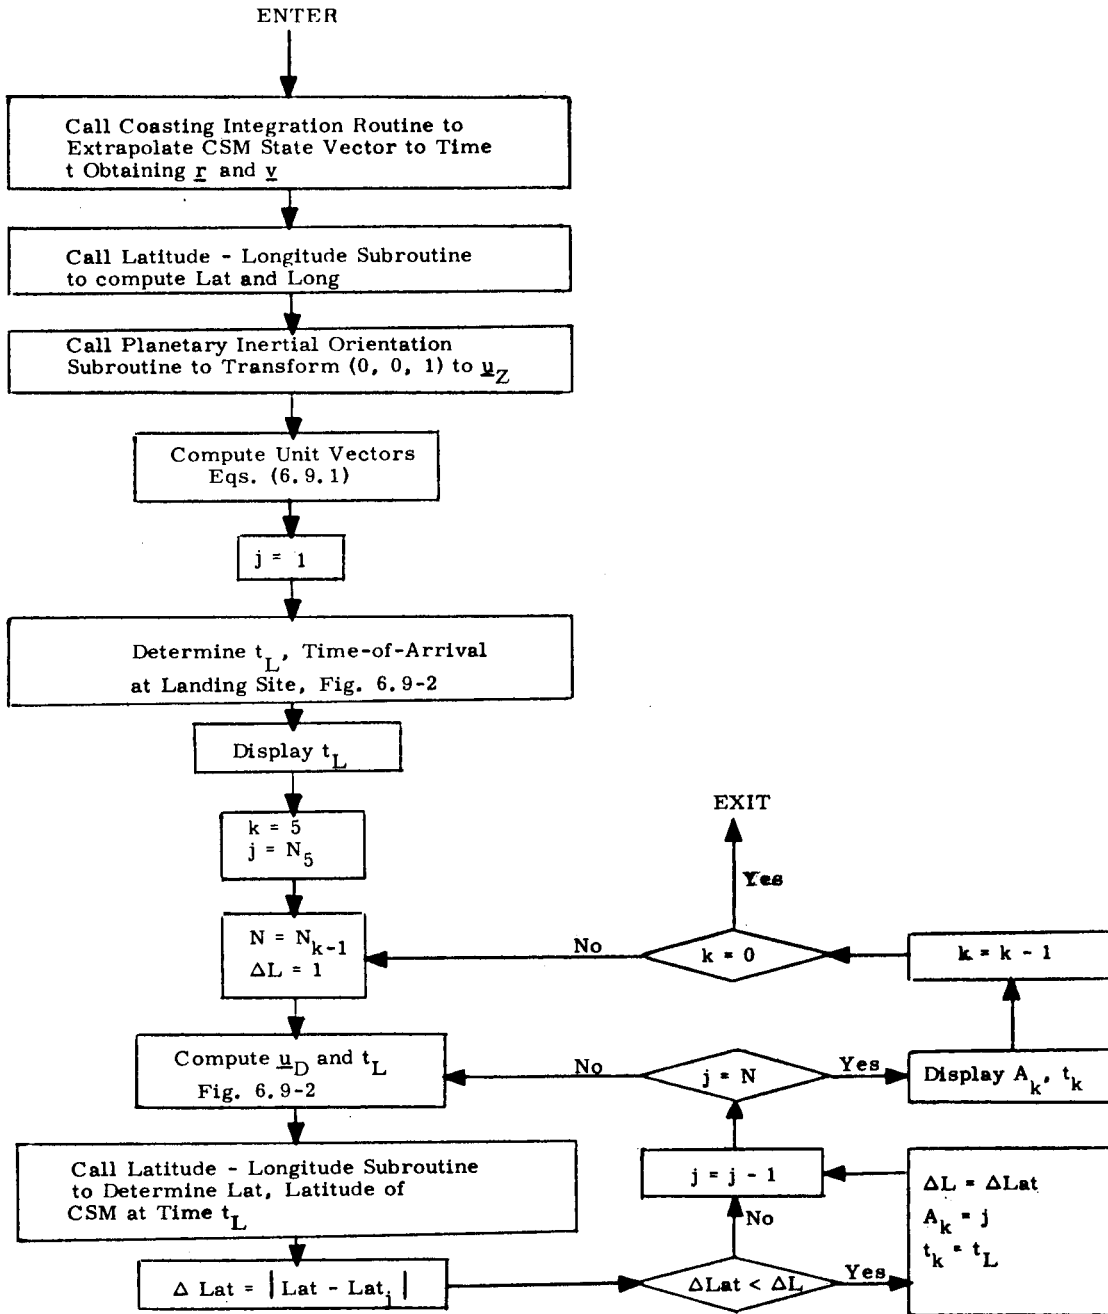 ENTER
Call Coasting Integration Routine to
Extrapolate CSM State Vector to Time
t Obtaining r and v
Call Latitude - Longitude Subroutine
to compute Lat and Long
Call Planetary Inertial Orientation
Subroutine to Transform (0, 0, 1) to u_Z
Compute Unit Vectors
Eqs. (6.9.1)
j = 1
Determine t_L, Time-of-Arrival
at Landing Site, Fig. 6.9-2
Display t_L
k = 5
j = N_5
N = N_{k-1}
ΔL = 1
Compute u_D and t_L
Fig. 6.9-2
Call Latitude - Longitude Subroutine
to Determine Lat, Latitude of
CSM at Time t_L
Δ Lat = |Lat - Lat_j|
ΔLat < ΔL
Yes
No
ΔL = ΔLat
A_k = j
t_k = t_L
j = j - 1
j = N
No
Yes
Display A_k, t_k
k = k - 1
k = 0
No
Yes
EXIT